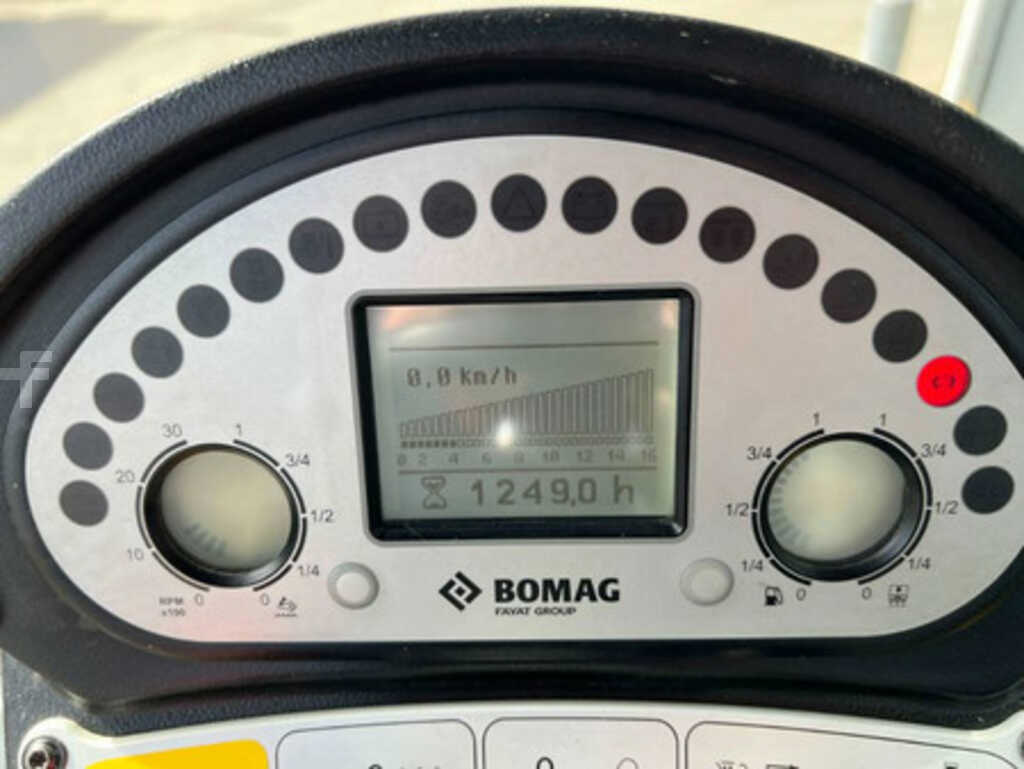 0,0 km/h
0 2 4 6 8 10 12 14 16
1249,0 h
30 1
20 3/4
10 1/2
1/4
RPM
x100
0 0
1 1
3/4 3/4
1/2 1/2
1/4 1/4
0 0
BOMAG
FAYAT GROUP